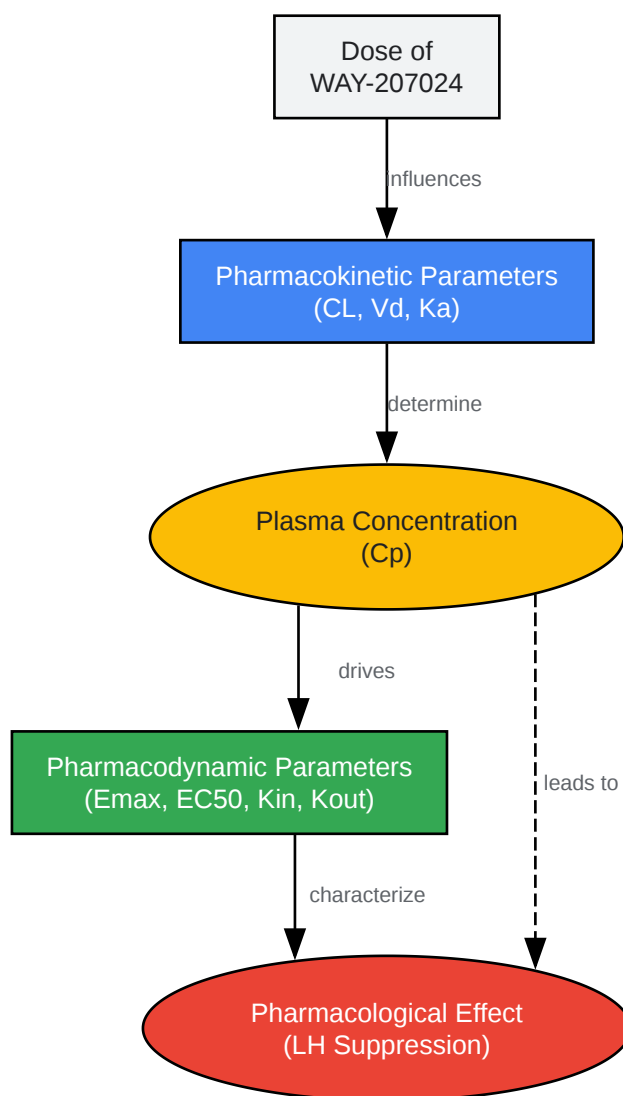 Dose of
WAY-207024
influences
Pharmacokinetic Parameters
(CL, Vd, Ka)
determine
Plasma Concentration
(Cp)
drives
Pharmacodynamic Parameters
(Emax, EC50, Kin, Kout)
leads to
characterize
Pharmacological Effect
(LH Suppression)